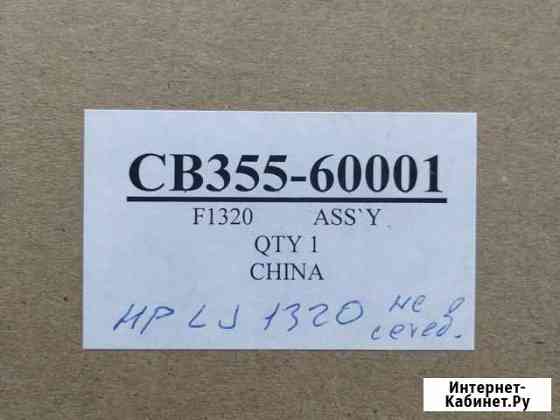 CB355-60001
F1320 ASS`Y
QTY 1
CHINA
HP LJ 1320 не в
сетев.
Интернет-
Кабинет.Ру